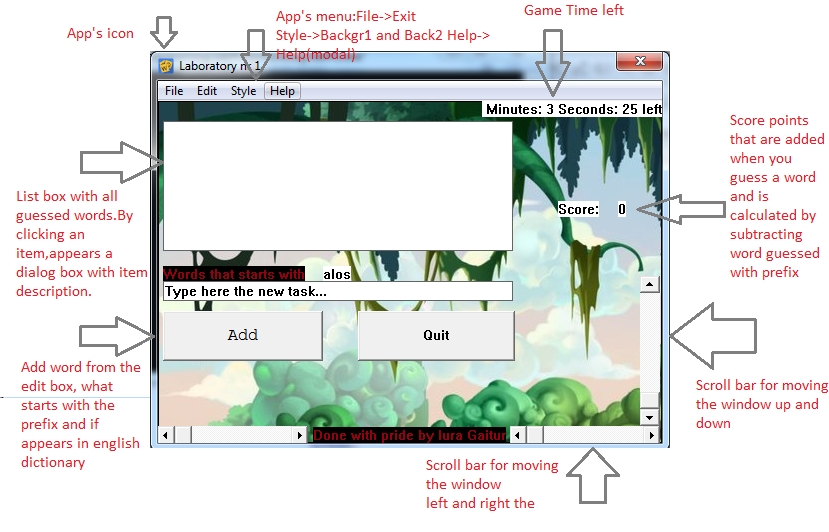 Game Time left
App's menu:File->Exit
Style->Backgr1 and Back2 Help->
Help(modal)
App's icon
Laboratory nr 1
File Edit Style Help
Minutes: 3 Seconds: 25 left
Score points
that are added
when you
guess a word
and is
calculated by
subtracting
word guessed
with prefix
Score: 0
List box with all
guessed words.By
clicking an
item,appears a
dialog box with item
description.
Words that starts with alos
Type here the new task...
Add Quit
Add word from the
edit box, what
starts with the
prefix and if
appears in english
dictionary
Scroll bar for moving
the window up and
down
Done with pride by Iura Gaitur
Scroll bar for moving
the window
left and right the